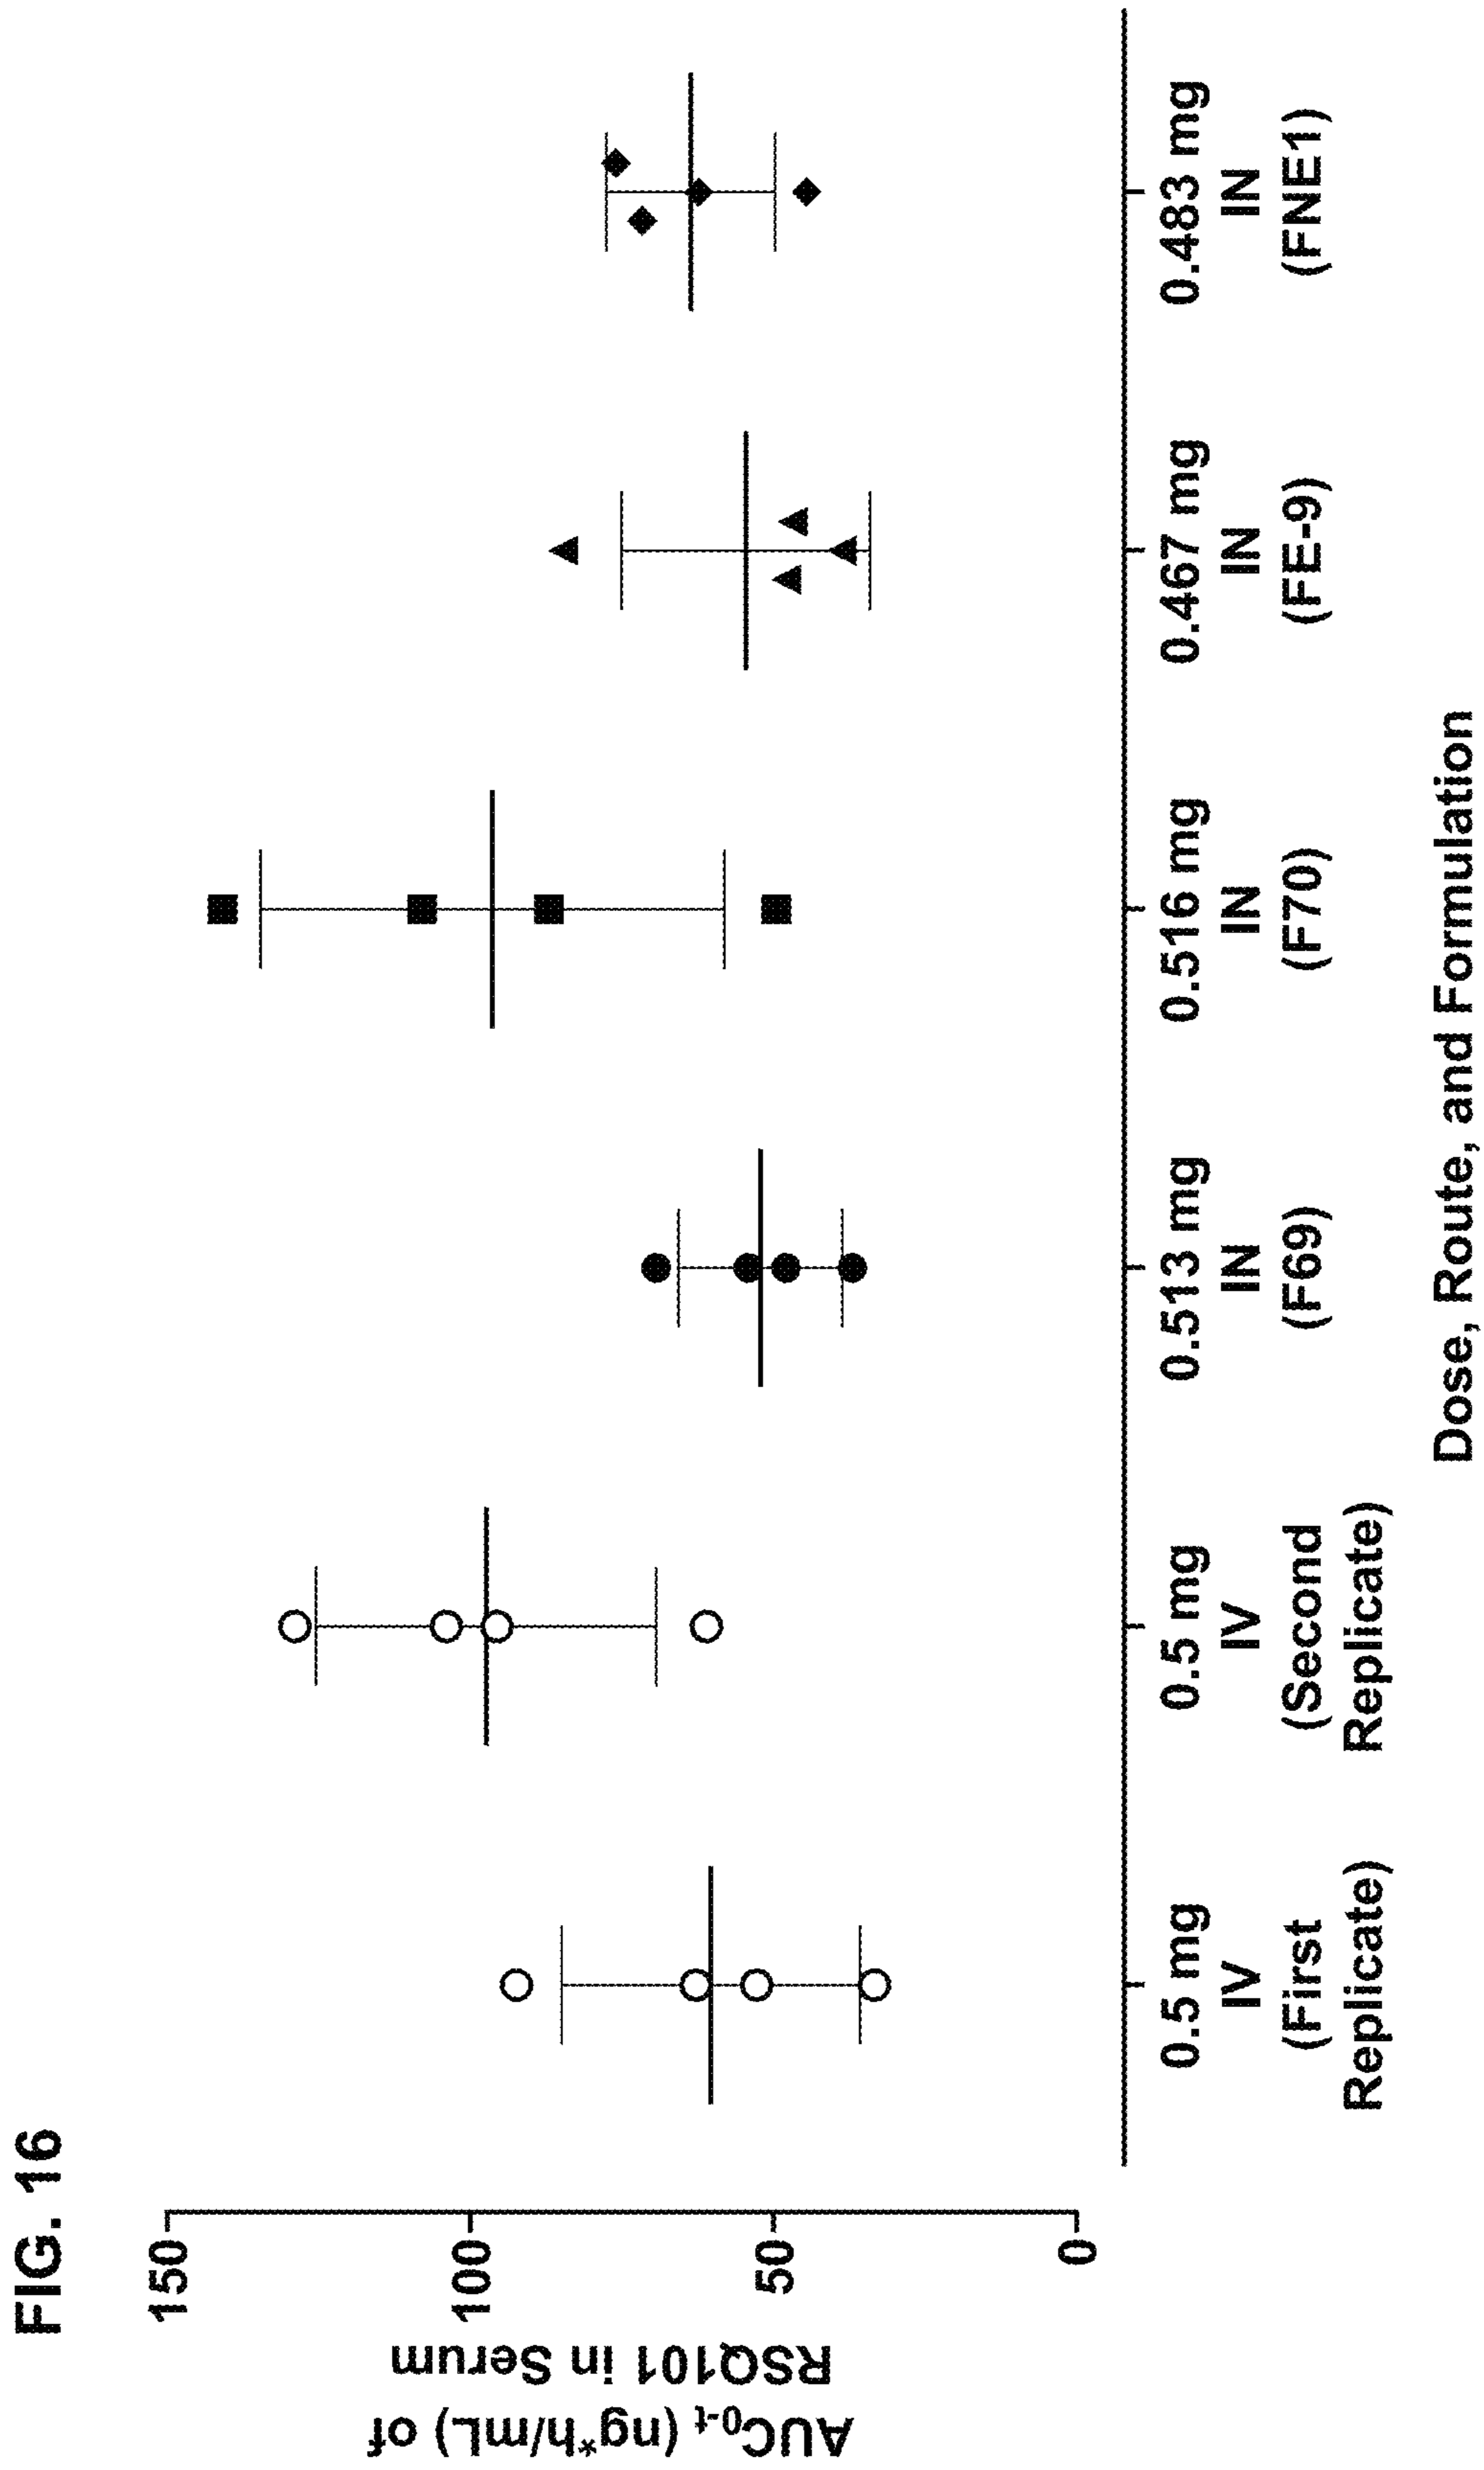 FIG. 16
AUC0-t (ng*h/mL) of
RSQ101 in Serum
150
100
50
0
0.5 mg
IV
(First
Replicate)
0.5 mg
IV
(Second
Replicate)
0.513 mg
IN
(F69)
0.516 mg
IN
(F70)
0.467 mg
IN
(FE-9)
0.483 mg
IN
(FNE1)
Dose, Route, and Formulation